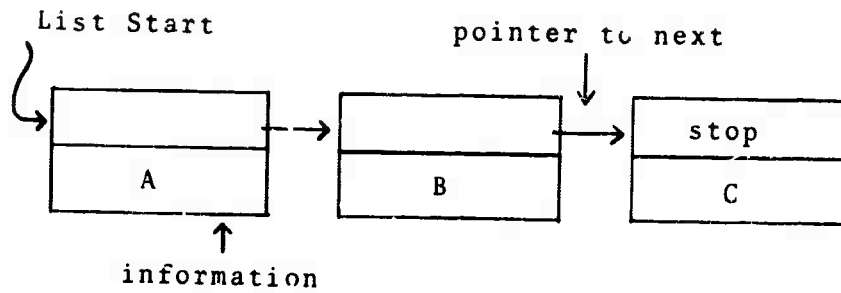 List Start
pointer to next
stop
A
B
C
information